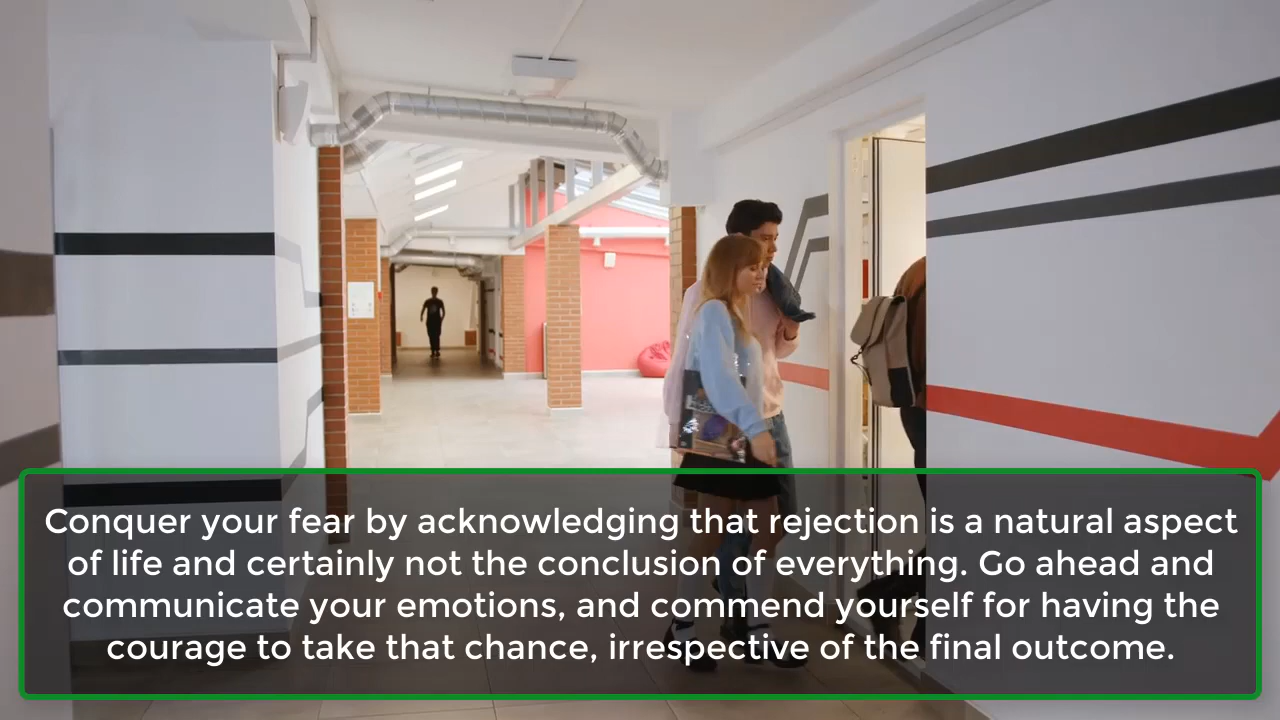 Conquer your fear by acknowledging that rejection is a natural aspect
of life and certainly not the conclusion of everything. Go ahead and
communicate your emotions, and commend yourself for having the
courage to take that chance, irrespective of the final outcome.